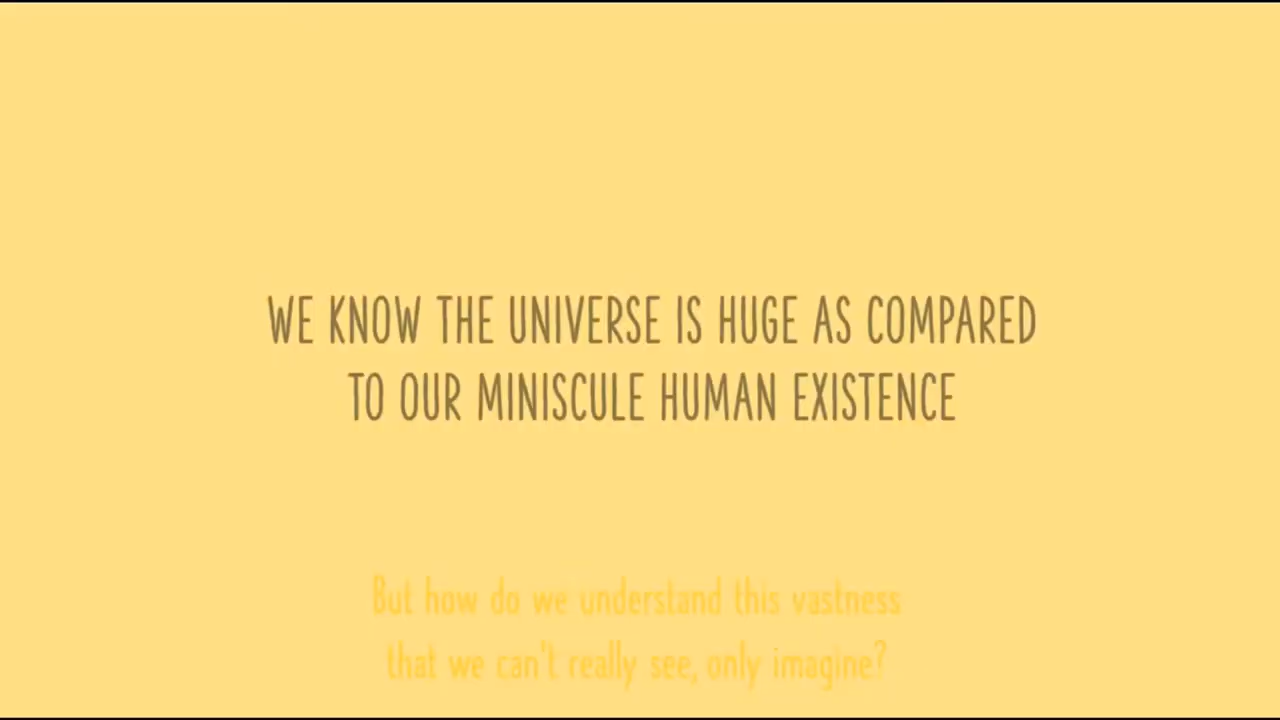 WE KNOW THE UNIVERSE IS HUGE AS COMPARED
TO OUR MINISCULE HUMAN EXISTENCE
But how do we understand this vastness
that we can't really see, only imagine?